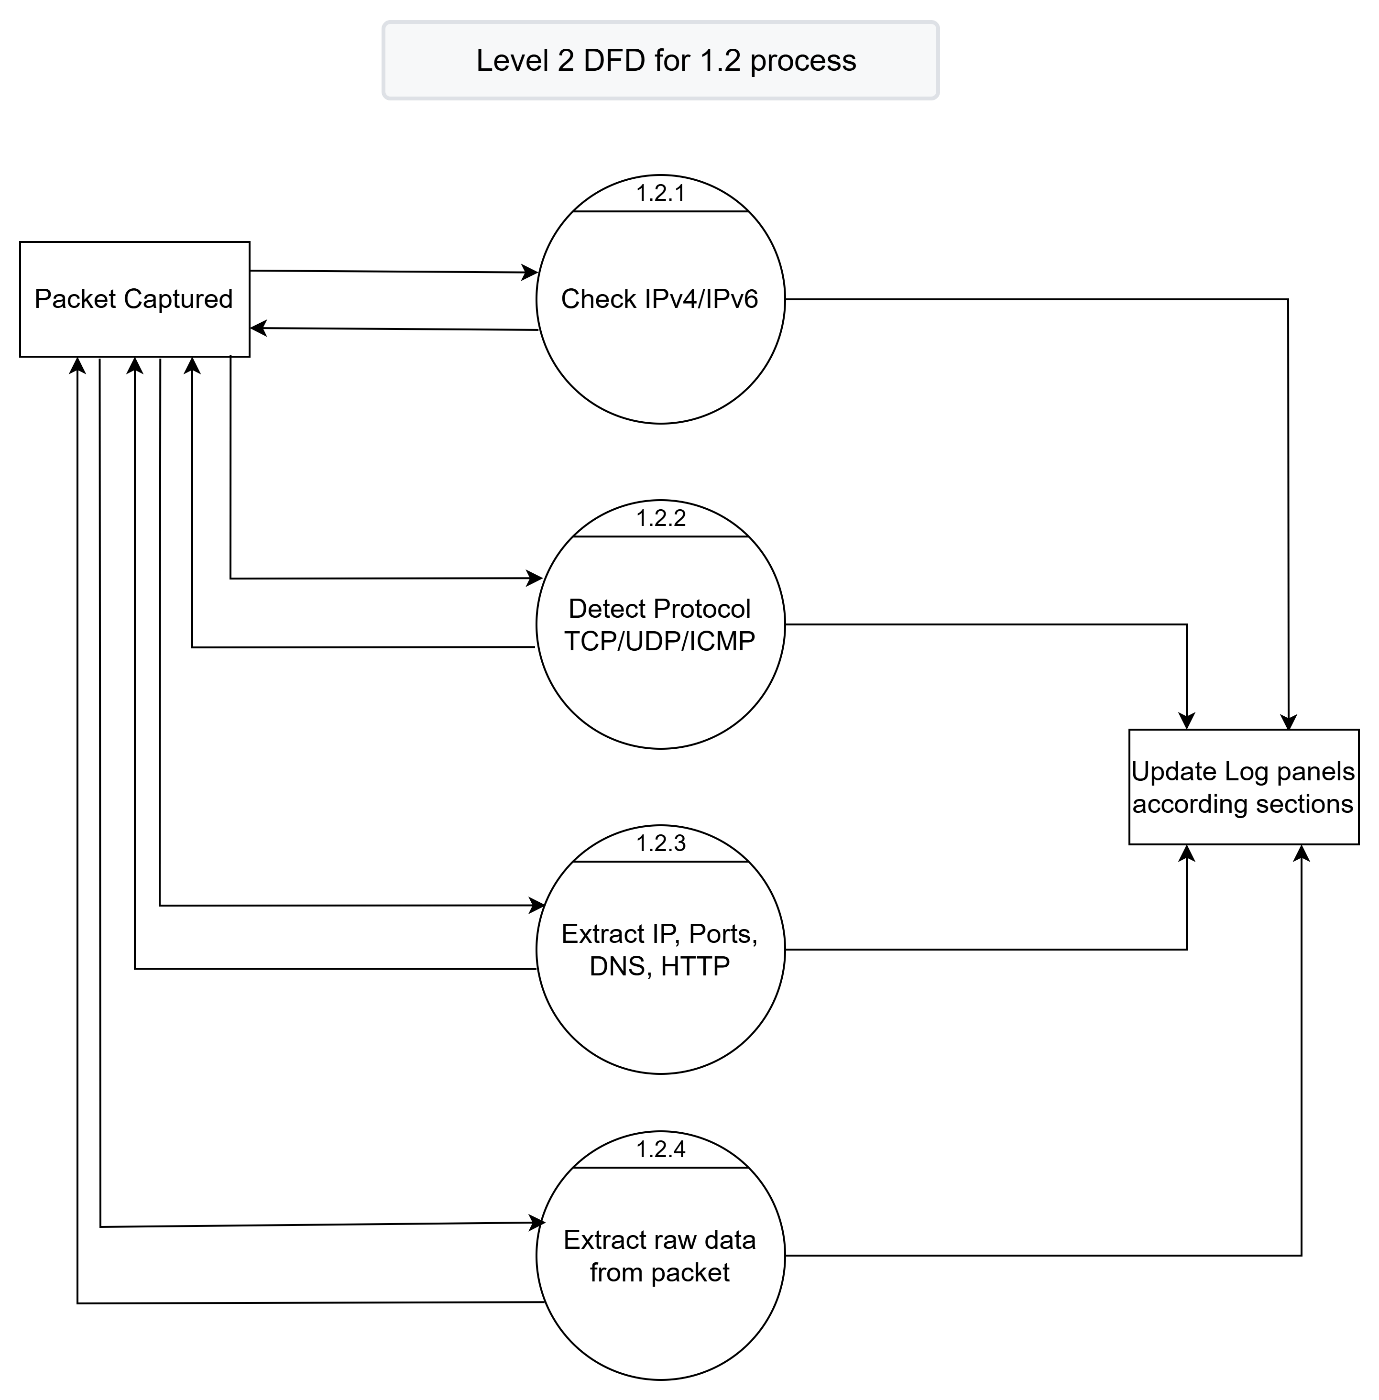 Level 2 DFD for 1.2 process
1.2.1
Packet Captured
Check IPv4/IPv6
1.2.2
Detect Protocol
TCP/UDP/ICMP
Update Log panels
according sections
1.2.3
Extract IP, Ports,
DNS, HTTP
1.2.4
Extract raw data
from packet